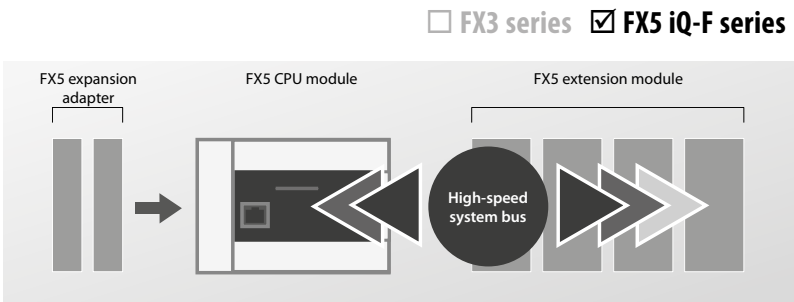 FX3 series FX5 iQ-F series
FX5 expansion
adapter
FX5 CPU module
FX5 extension module
High-speed
system bus